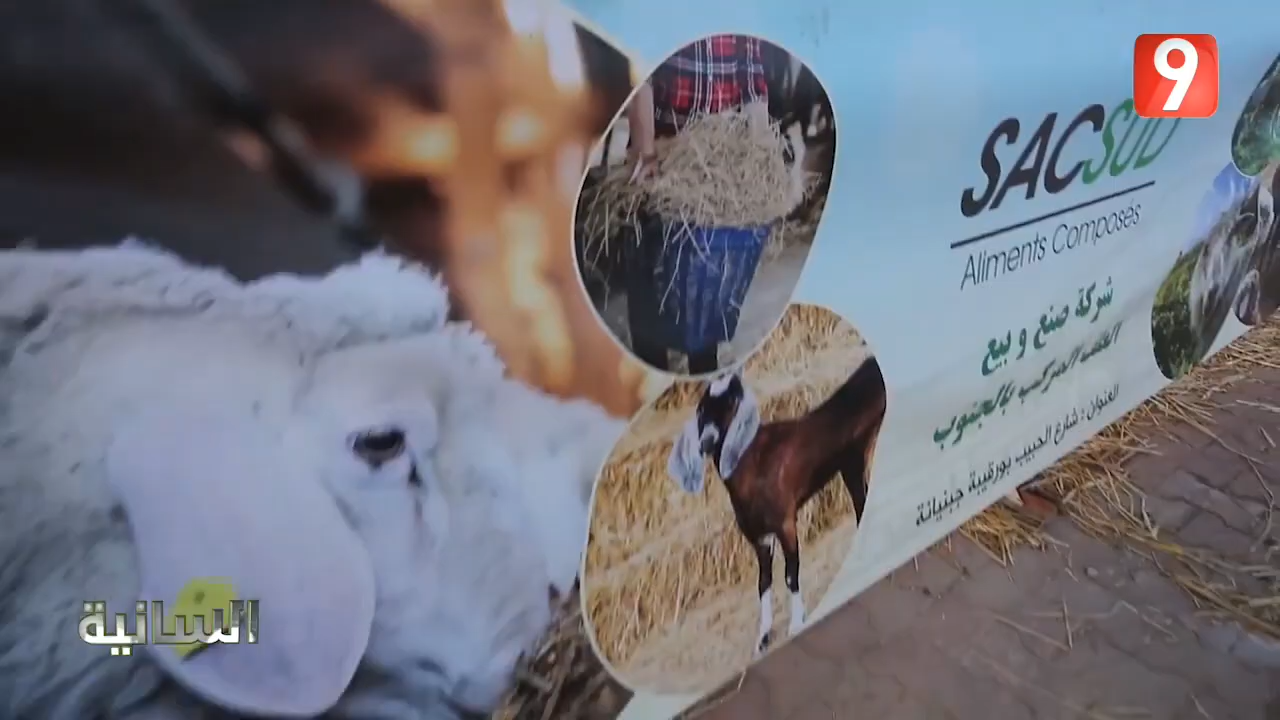 9
SACSUD
Aliments Composés
شركة صنع و بيع
العلف المركب بالجنوب
العنوان : شارع الحبيب بورقيبة جبنيانة
السانية